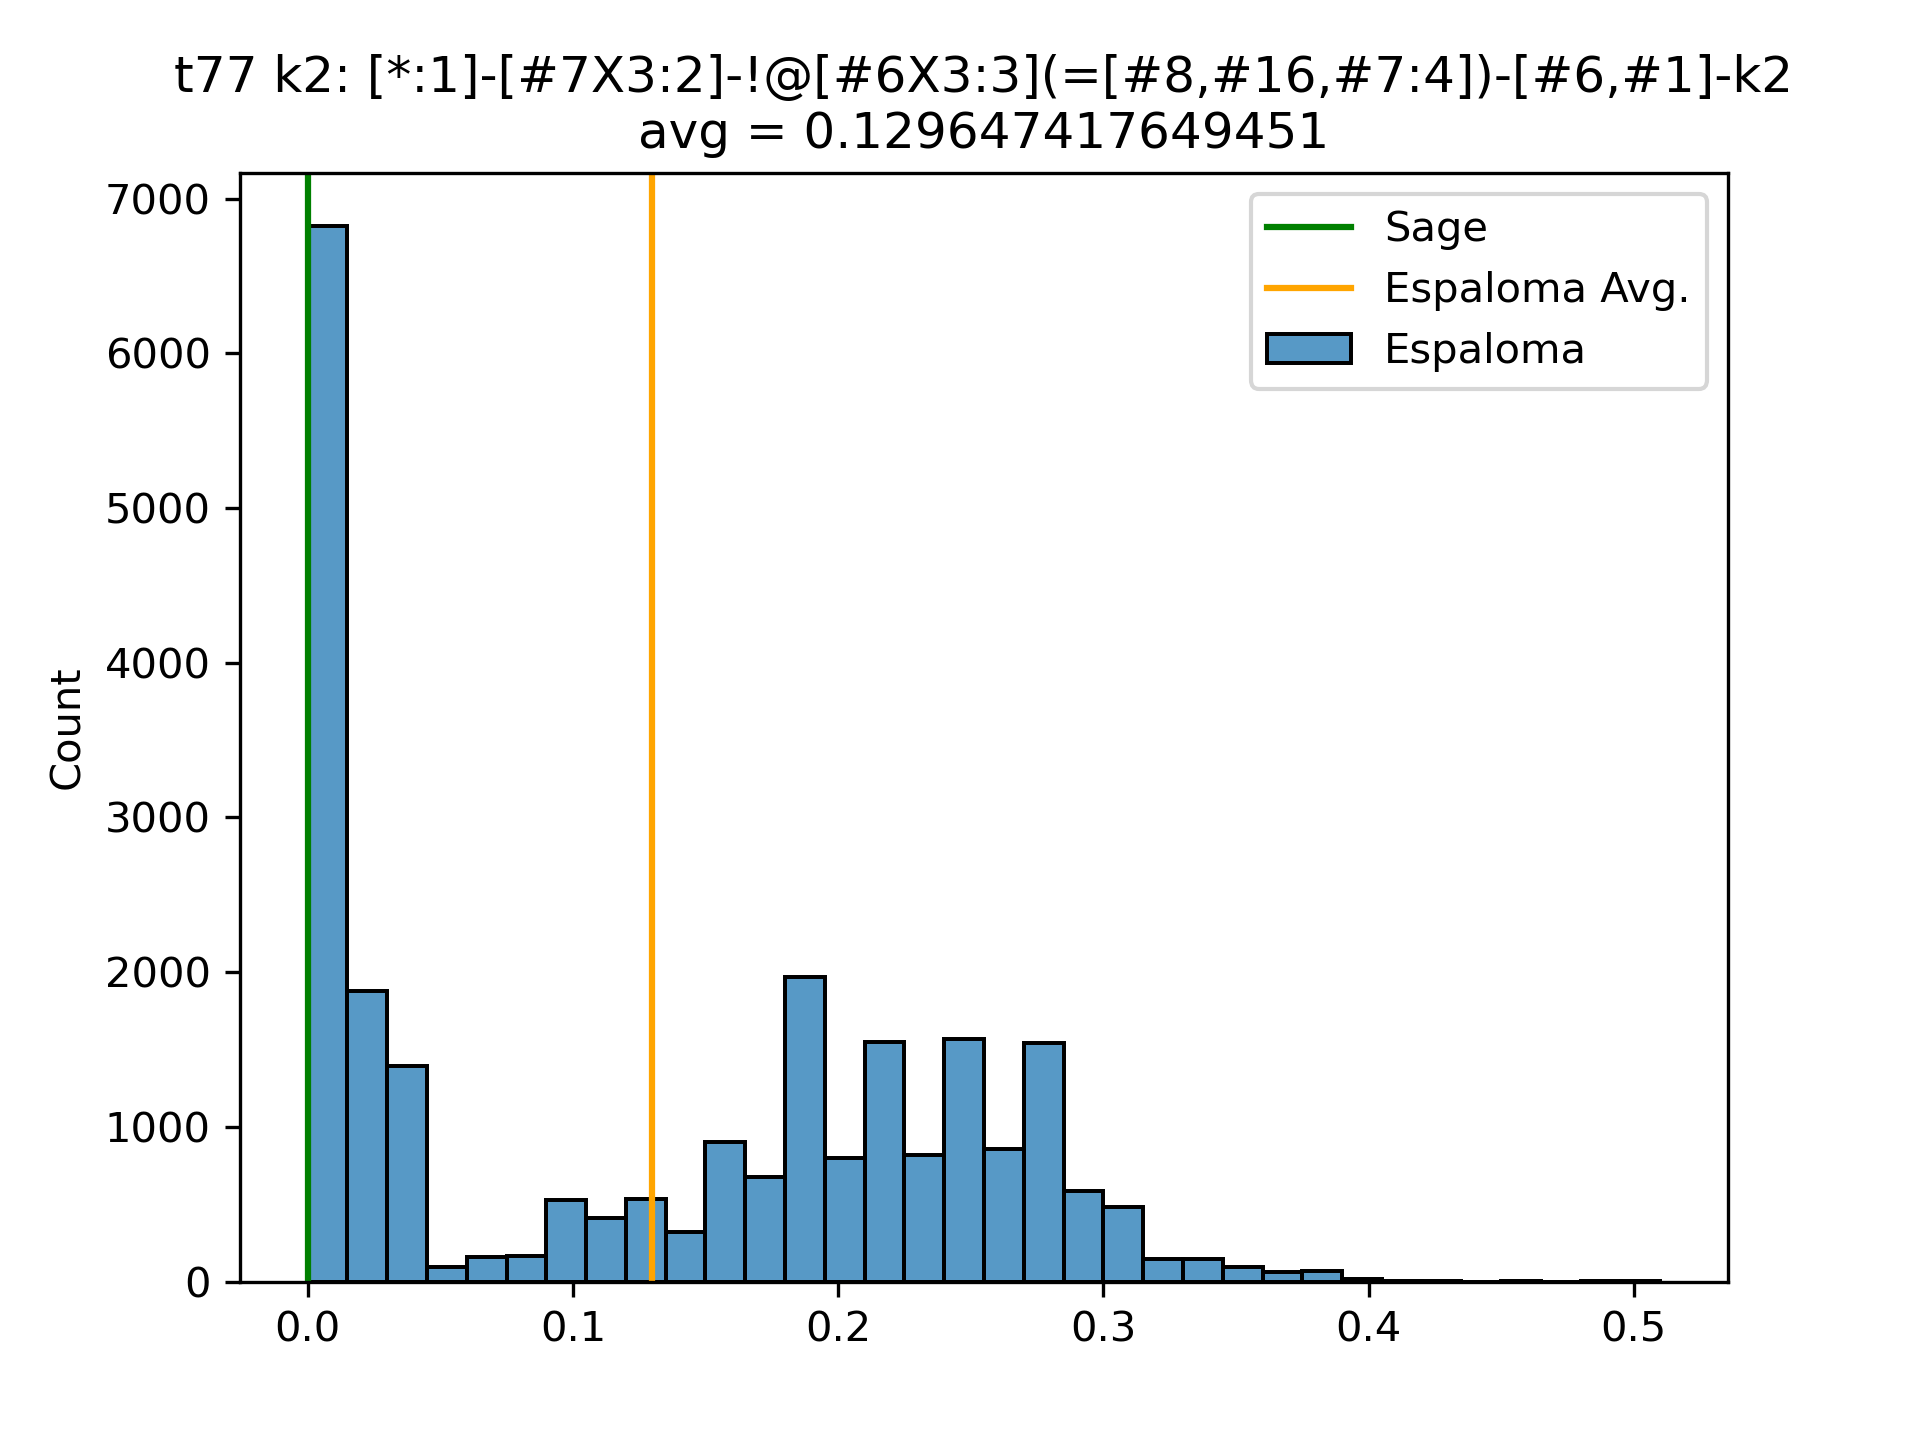 t77 k2: [*:1]-[#7X3:2]-!@[#6X3:3](=[#8,#16,#7:4])-[#6,#1]-k2
avg = 0.129647417649451
7000
6000
5000
4000
3000
2000
1000
0
Count
Sage
Espaloma Avg.
Espaloma
0.0 0.1 0.2 0.3 0.4 0.5